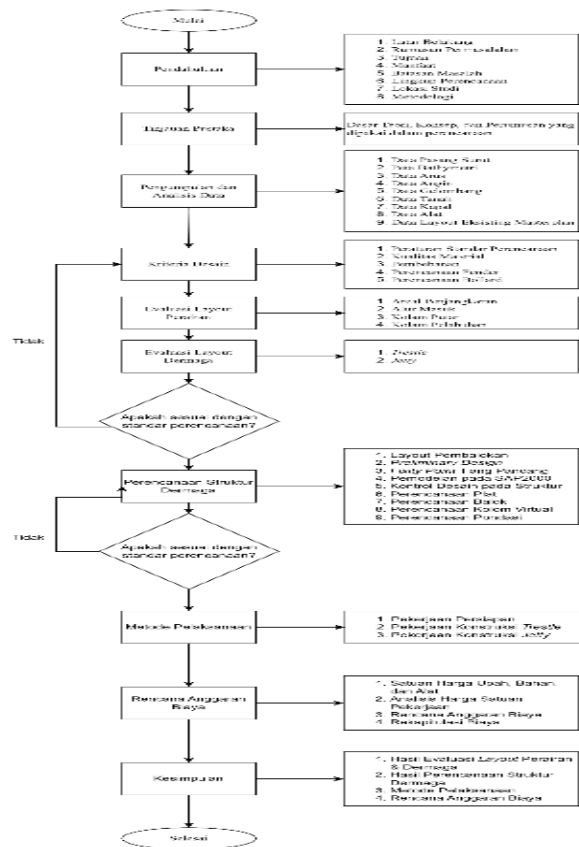 Mulai
Pendahuluan
1. Latar Belakang
2. Rumusan Permasalahan
3. Tujuan
4. Manfaat
5. Batasan Masalah
6. Lingkup Perencanaan
7. Lokasi Studi
8. Metodologi
Tinjauan Pustaka
Dasar Teori, Konsep, dan Peraturan yang
dipakai dalam perencanaan
Pengumpulan dan
Analisis Data
1. Data Pasang Surut
2. Data Bathymetri
3. Data Arus
4. Data Angin
5. Data Gelombang
6. Data Tanah
7. Data Kapal
8. Data Alat
9. Data Layout Eksisting Masterplan
Kriteria Desain
1. Peraturan Standar Perencanaan
2. Kualitas Material
3. Pembebanan
4. Perencanaan Fender
5. Perencanaan Bollard
Evaluasi Layout
Perairan
1. Areal Penjangkaran
2. Alur Masuk
3. Kolam Putar
4. Kolam Pelabuhan
Tidak
Evaluasi Layout
Dermaga
1. Trestle
2. Jetty
Apakah sesuai dengan
standar perencanaan?
Perencanaan Struktur
Dermaga
1. Layout Pembalokan
2. Preliminary Design
3. Point Tiang Pancang
4. Pemodelan pada SAP2000
5. Kontrol Desain pada Struktur
6. Perencanaan Plat
7. Perencanaan Balok
8. Perencanaan Kolom Virtual
9. Perencanaan Pondasi
Tidak
Apakah sesuai dengan
standar perencanaan?
Metode Pelaksanaan
1. Pekerjaan Persiapan
2. Pekerjaan Konstruksi Trestle
3. Pekerjaan Konstruksi Jetty
Rencana Anggaran
Biaya
1. Satuan Harga Upah, Bahan,
dan Alat
2. Analisis Harga Satuan
Pekerjaan
3. Rencana Anggaran Biaya
4. Rekapitulasi Biaya
Kesimpulan
1. Hasil Evaluasi Layout Perairan
& Dermaga
2. Hasil Perencanaan Struktur
Dermaga
3. Metode Pelaksanaan
4. Rencana Anggaran Biaya
Selesai